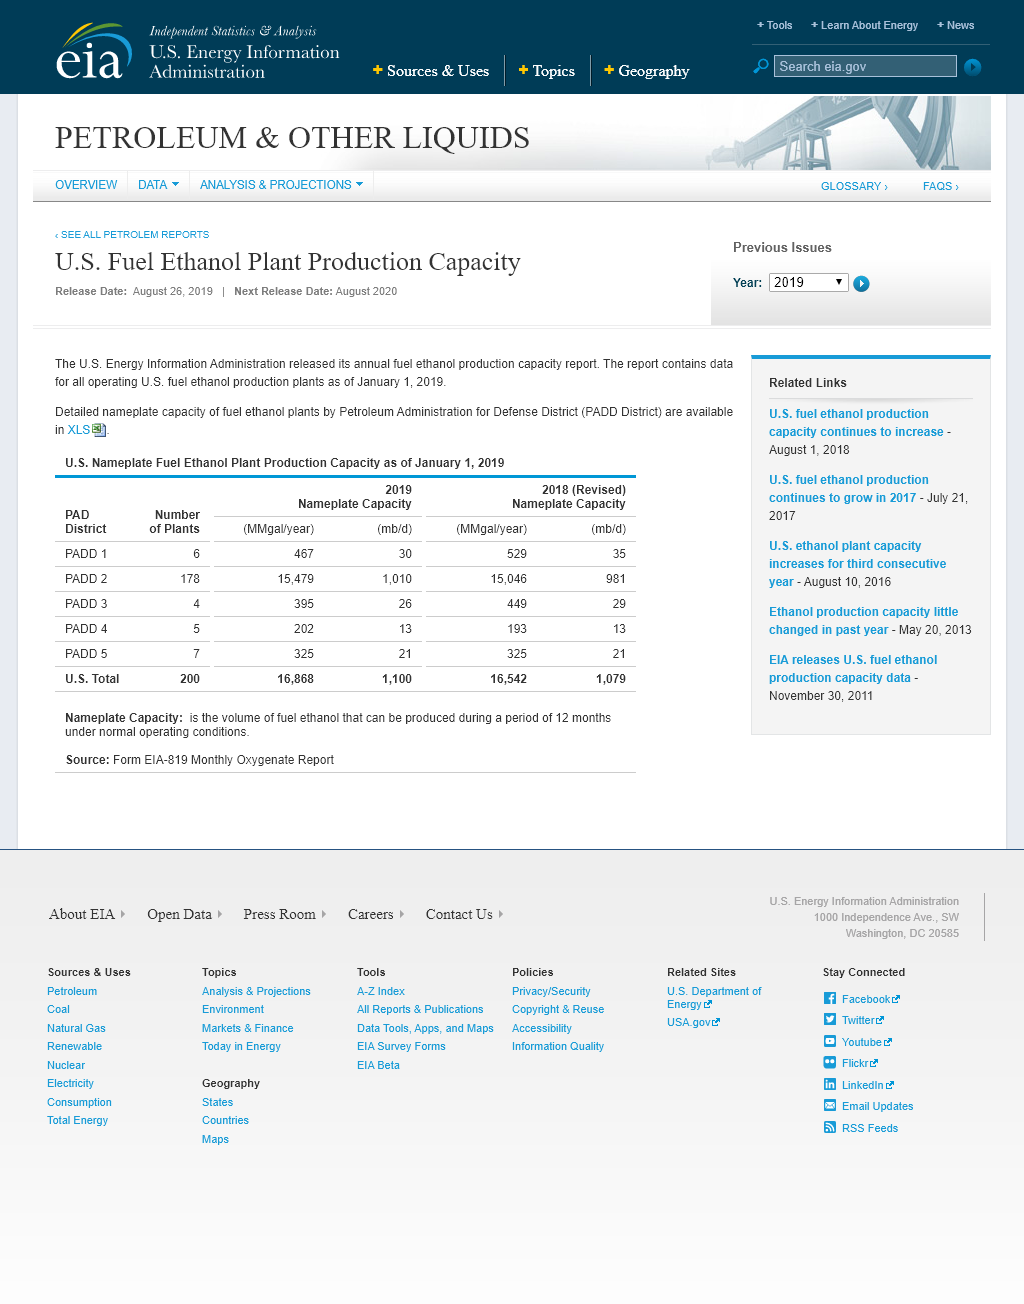 Independent Statistics & Analysis
eia U.S. Energy Information
Administration
+ Tools + Learn About Energy + News
+ Sources & Uses + Topics + Geography
Search eia.gov
PETROLEUM & OTHER LIQUIDS
OVERVIEW DATA ANALYSIS & PROJECTIONS GLOSSARY › FAQS ›
‹ SEE ALL PETROLEM REPORTS
U.S. Fuel Ethanol Plant Production Capacity
Release Date: August 26, 2019 | Next Release Date: August 2020
Previous Issues
Year: 2019
The U.S. Energy Information Administration released its annual fuel ethanol production capacity report. The report contains data
for all operating U.S. fuel ethanol production plants as of January 1, 2019.
Detailed nameplate capacity of fuel ethanol plants by Petroleum Administration for Defense District (PADD District) are available
in XLS.
U.S. Nameplate Fuel Ethanol Plant Production Capacity as of January 1, 2019
2019 2018 (Revised)
Nameplate Capacity Nameplate Capacity
PAD Number
District of Plants (MMgal/year) (mb/d) (MMgal/year) (mb/d)
PADD 1 6 467 30 529 35
PADD 2 178 15,479 1,010 15,046 981
PADD 3 4 395 26 449 29
PADD 4 5 202 13 193 13
PADD 5 7 325 21 325 21
U.S. Total 200 16,868 1,100 16,542 1,079
Nameplate Capacity: is the volume of fuel ethanol that can be produced during a period of 12 months
under normal operating conditions.
Source: Form EIA-819 Monthly Oxygenate Report
Related Links
U.S. fuel ethanol production
capacity continues to increase -
August 1, 2018
U.S. fuel ethanol production
continues to grow in 2017 - July 21,
2017
U.S. ethanol plant capacity
increases for third consecutive
year - August 10, 2016
Ethanol production capacity little
changed in past year - May 20, 2013
EIA releases U.S. fuel ethanol
production capacity data -
November 30, 2011
About EIA Open Data Press Room Careers Contact Us
U.S. Energy Information Administration
1000 Independence Ave., SW
Washington, DC 20585
Sources & Uses
Petroleum
Coal
Natural Gas
Renewable
Nuclear
Electricity
Consumption
Total Energy
Topics
Analysis & Projections
Environment
Markets & Finance
Today in Energy
Geography
States
Countries
Maps
Tools
A-Z Index
All Reports & Publications
Data Tools, Apps, and Maps
EIA Survey Forms
EIA Beta
Policies
Privacy/Security
Copyright & Reuse
Accessibility
Information Quality
Related Sites
U.S. Department of
Energy
USA.gov
Stay Connected
Facebook
Twitter
Youtube
Flickr
LinkedIn
Email Updates
RSS Feeds